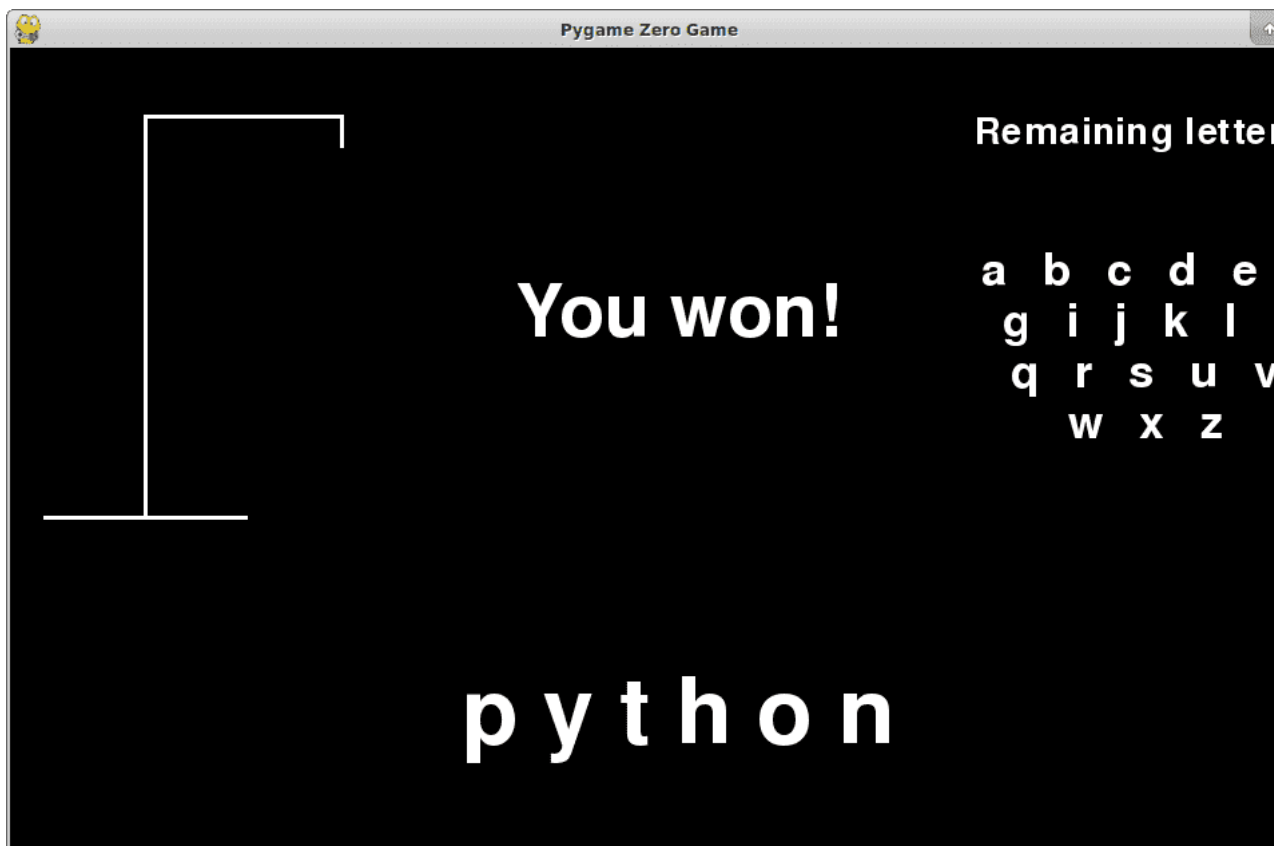 Pygame Zero Game
Remaining letter
a b c d e
You won!
g i j k l
q r s u v
w x z
p y t h o n